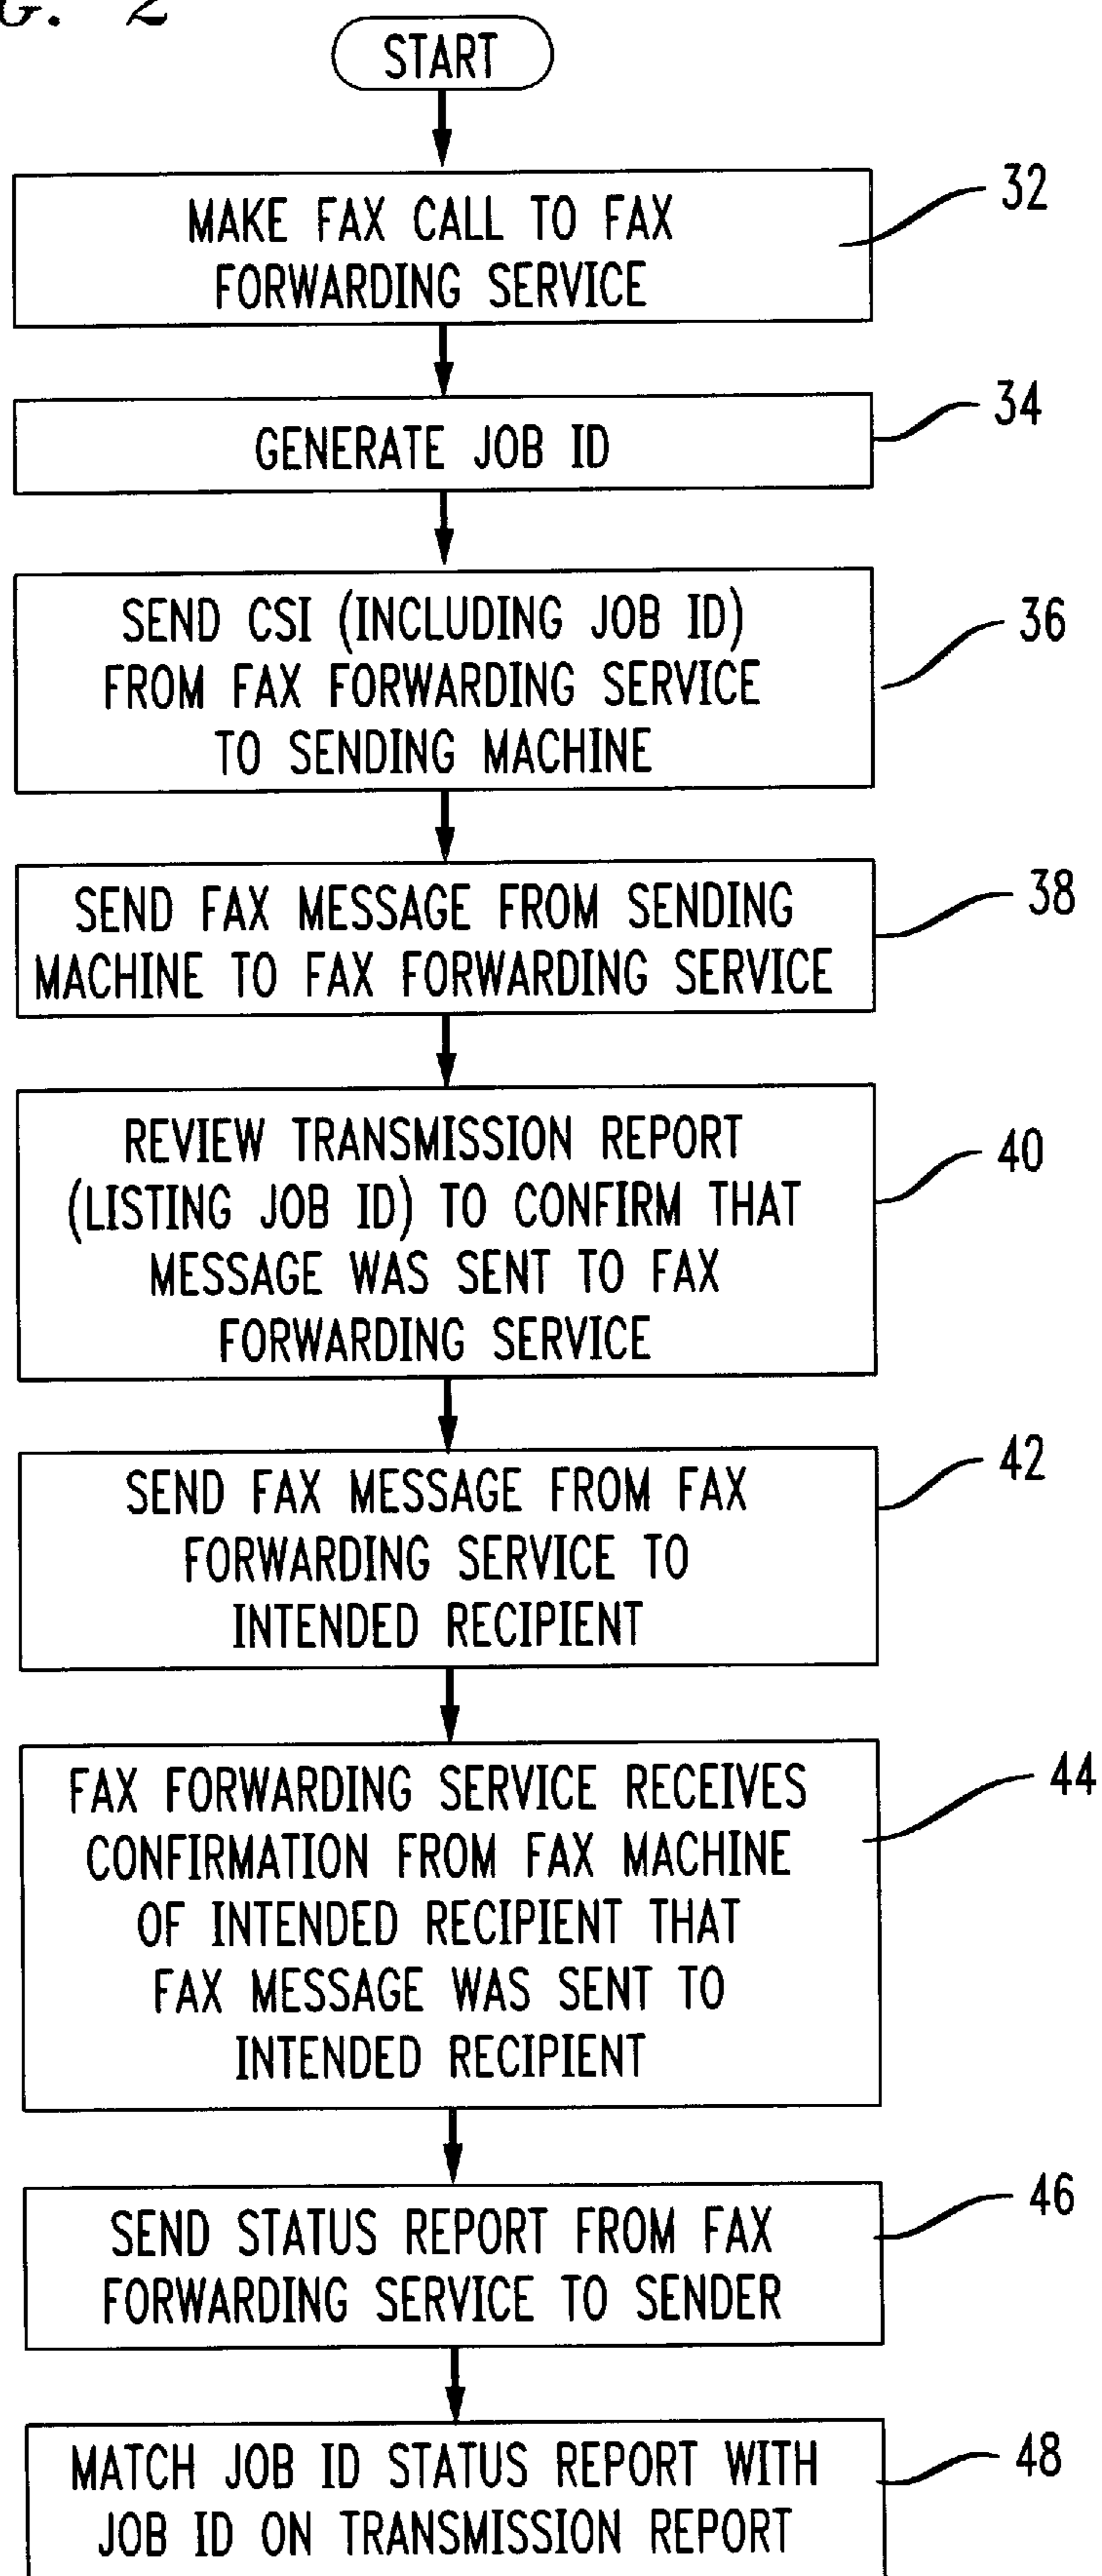 G. 2
START
MAKE FAX CALL TO FAX
FORWARDING SERVICE
32
GENERATE JOB ID
34
SEND CSI (INCLUDING JOB ID)
FROM FAX FORWARDING SERVICE
TO SENDING MACHINE
36
SEND FAX MESSAGE FROM SENDING
MACHINE TO FAX FORWARDING SERVICE
38
REVIEW TRANSMISSION REPORT
(LISTING JOB ID) TO CONFIRM THAT
MESSAGE WAS SENT TO FAX
FORWARDING SERVICE
40
SEND FAX MESSAGE FROM FAX
FORWARDING SERVICE TO
INTENDED RECIPIENT
42
FAX FORWARDING SERVICE RECEIVES
CONFIRMATION FROM FAX MACHINE
OF INTENDED RECIPIENT THAT
FAX MESSAGE WAS SENT TO
INTENDED RECIPIENT
44
SEND STATUS REPORT FROM FAX
FORWARDING SERVICE TO SENDER
46
MATCH JOB ID STATUS REPORT WITH
JOB ID ON TRANSMISSION REPORT
48